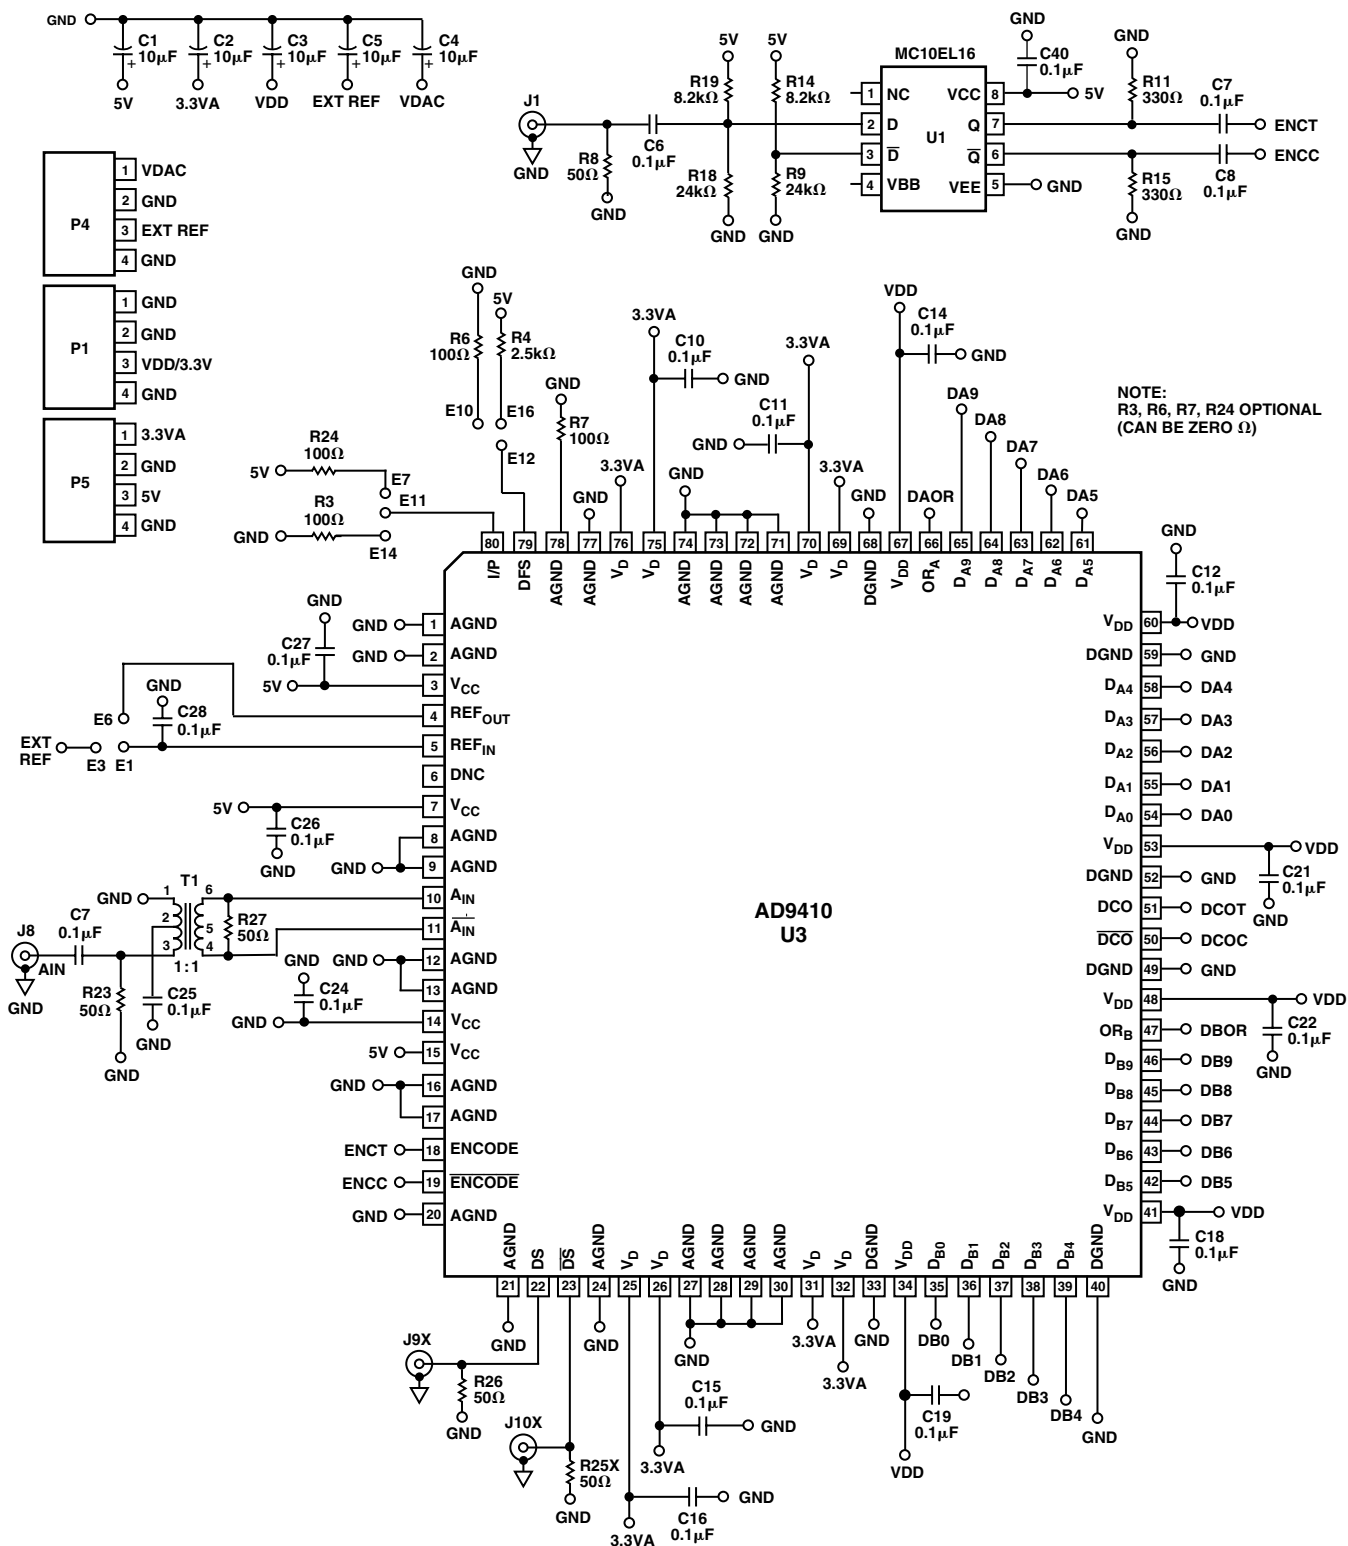 GND
C1
10μF
+
5V
C2
10μF
+
3.3VA
C3
10μF
+
VDD
C5
10μF
+
EXT REF
C4
10μF
+
VDAC
J1
GND
R8
50Ω
GND
C6
0.1μF
5V
R19
8.2kΩ
R18
24kΩ
GND
5V
R14
8.2kΩ
R9
24kΩ
GND
MC10EL16
U1
1 NC
2 D
3 D̅
4 VBB
VCC 8
Q 7
Q̅ 6
VEE 5
GND
C40
0.1μF
5V
GND
GND
R11
330Ω
R15
330Ω
GND
C7
0.1μF
ENCT
ENCC
C8
0.1μF
P4
1 VDAC
2 GND
3 EXT REF
4 GND
P1
1 GND
2 GND
3 VDD/3.3V
4 GND
P5
1 3.3VA
2 GND
3 5V
4 GND
NOTE:
R3, R6, R7, R24 OPTIONAL
(CAN BE ZERO Ω)
GND
R6
100Ω
E10
5V
R4
2.5kΩ
E16
E12
R24
100Ω
5V
E7
E11
R3
100Ω
GND
E14
GND
R7
100Ω
GND
3.3VA
3.3VA
C10
0.1μF
GND
GND
3.3VA
C11
0.1μF
GND
3.3VA
GND
VDD
C14
0.1μF
GND
DAOR
DA9
DA8
DA7
DA6
DA5
80 I/P
79 DFS
78 AGND
77 AGND
76 VD
75 VD
74 AGND
73 AGND
72 AGND
71 AGND
70 VD
69 VD
68 DGND
67 VDD
66 ORA
65 DA9
64 DA8
63 DA7
62 DA6
61 DA5
AD9410
U3
GND 1 AGND
GND 2 AGND
GND
C27
0.1μF
5V 3 VCC
4 REFOUT
E6
GND
C28
0.1μF
EXT
REF
E3
E1
5 REFIN
6 DNC
5V 7 VCC
C26
0.1μF
GND
8 AGND
GND 9 AGND
10 AIN
11 A̅I̅N̅
GND
T1
1
2
3
6
5
4
1:1
R27
50Ω
J8
GND
AIN
C7
0.1μF
R23
50Ω
GND
C25
0.1μF
GND
GND 12 AGND
13 AGND
GND
C24
0.1μF
GND 14 VCC
5V 15 VCC
GND 16 AGND
17 AGND
ENCT 18 ENCODE
ENCC 19 E̅N̅C̅O̅D̅E̅
GND 20 AGND
GND
C12
0.1μF
VDD 60 VDD
DGND 59 GND
DA4 58 DA4
DA3 57 DA3
DA2 56 DA2
DA1 55 DA1
DA0 54 DA0
VDD 53 VDD
C21
0.1μF
GND
DGND 52 GND
DCO 51 DCOT
D̅C̅O̅ 50 DCOC
DGND 49 GND
VDD 48 VDD
C22
0.1μF
GND
ORB 47 DBOR
DB9 46 DB9
DB8 45 DB8
DB7 44 DB7
DB6 43 DB6
DB5 42 DB5
VDD 41 VDD
C18
0.1μF
GND
AGND 21 GND
DS 22
D̅S̅ 23
AGND 24 GND
VD 25
VD 26
AGND 27
AGND 28
AGND 29
AGND 30
GND
VD 31 3.3VA
VD 32 3.3VA
DGND 33 GND
VDD 34
DB0 35 DB0
DB1 36 DB1
DB2 37 DB2
DB3 38 DB3
DB4 39 DB4
DGND 40 GND
J9X
R26
50Ω
GND
J10X
R25X
50Ω
GND
C15
0.1μF
GND
3.3VA
C16
0.1μF
GND
3.3VA
C19
0.1μF
VDD